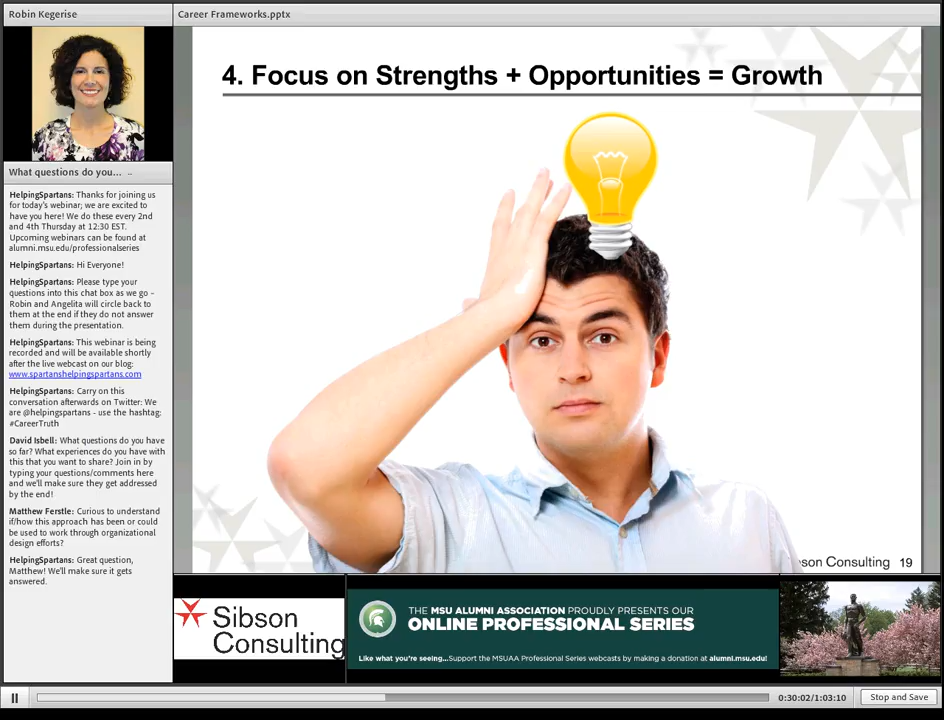 Robin Kegerise
Career Frameworks.pptx
What questions do you... ..
HelpingSpartans: Thanks for joining us
for today's webinar; we are excited to
have you here! We do these every 2nd
and 4th Thursday at 12:30 EST.
Upcoming webinars can be found at
alumni.msu.edu/professionalseries
HelpingSpartans: Hi Everyone!
HelpingSpartans: Please type your
questions into this chat box as we go -
Robin and Angelita will circle back to
them at the end if they do not answer
them during the presentation.
HelpingSpartans: This webinar is being
recorded and will be available shortly
after the live webcast on our blog:
www.spartanshelpingspartans.com
HelpingSpartans: Carry on this
conversation afterwards on Twitter: We
are @helpingspartans - use the hashtag:
#CareerTruth
David Isbell: What questions do you have
so far? What experiences do you have with
this that you want to share? Join in by
typing your questions/comments here
and we'll make sure they get addressed
by the end!
Matthew Ferstle: Curious to understand
if/how this approach has been or could
be used to work through organizational
design efforts?
HelpingSpartans: Great question,
Matthew! We'll make sure it gets
answered.
4. Focus on Strengths + Opportunities = Growth
son Consulting 19
Sibson
Consulting
THE MSU ALUMNI ASSOCIATION PROUDLY PRESENTS OUR
ONLINE PROFESSIONAL SERIES
Like what you're seeing...Support the MSUAA Professional Series webcasts by making a donation at alumni.msu.edu!
0:30:02/1:03:10
Stop and Save